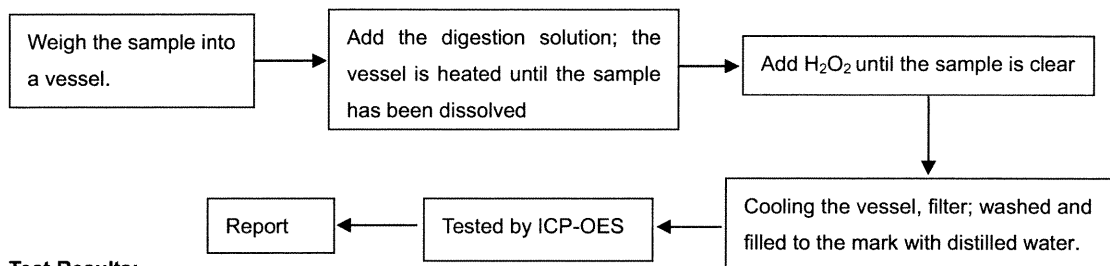 Weigh the sample into
a vessel.
Add the digestion solution; the
vessel is heated until the sample
has been dissolved
Add H₂O₂ until the sample is clear
Cooling the vessel, filter; washed and
filled to the mark with distilled water.
Tested by ICP-OES
Report
Test Results: